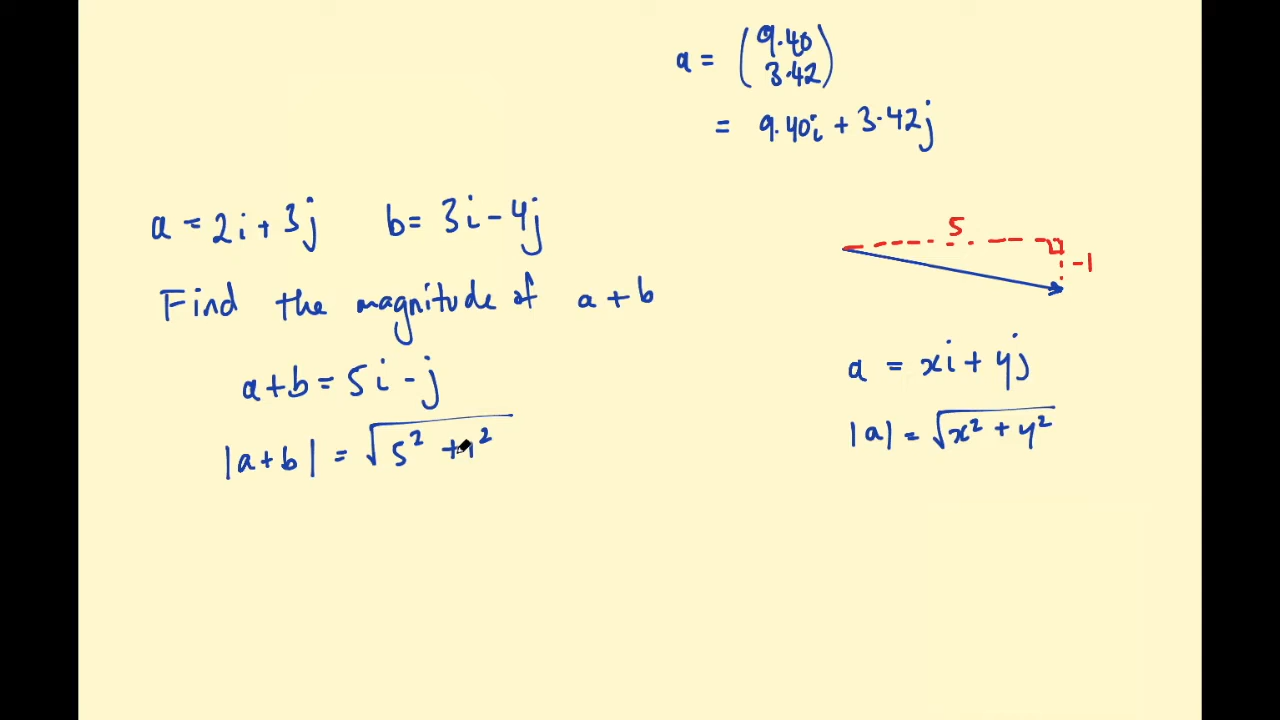 a = (9.40
3.42)
= 9.40i + 3.42j
a = 2i + 3j b = 3i - 4j
Find the magnitude of a + b
a + b = 5i - j
|a + b| = √5² + 1²
5
-1
a = xi + yj
|a| = √x² + y²